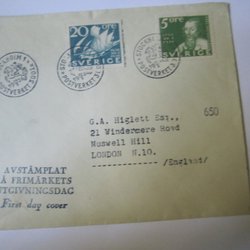 20 ÖRE
SVERIGE
5 ÖRE
SVERIGE
650
G.A. Higlett Esq.,
21 Windermere Road
Nuswell Hill
LONDON N.10.
------------- /England/
AVSTÄMPLAT
Å FRIMÄRKETS
UTGIVNINGSDAG
First day cover